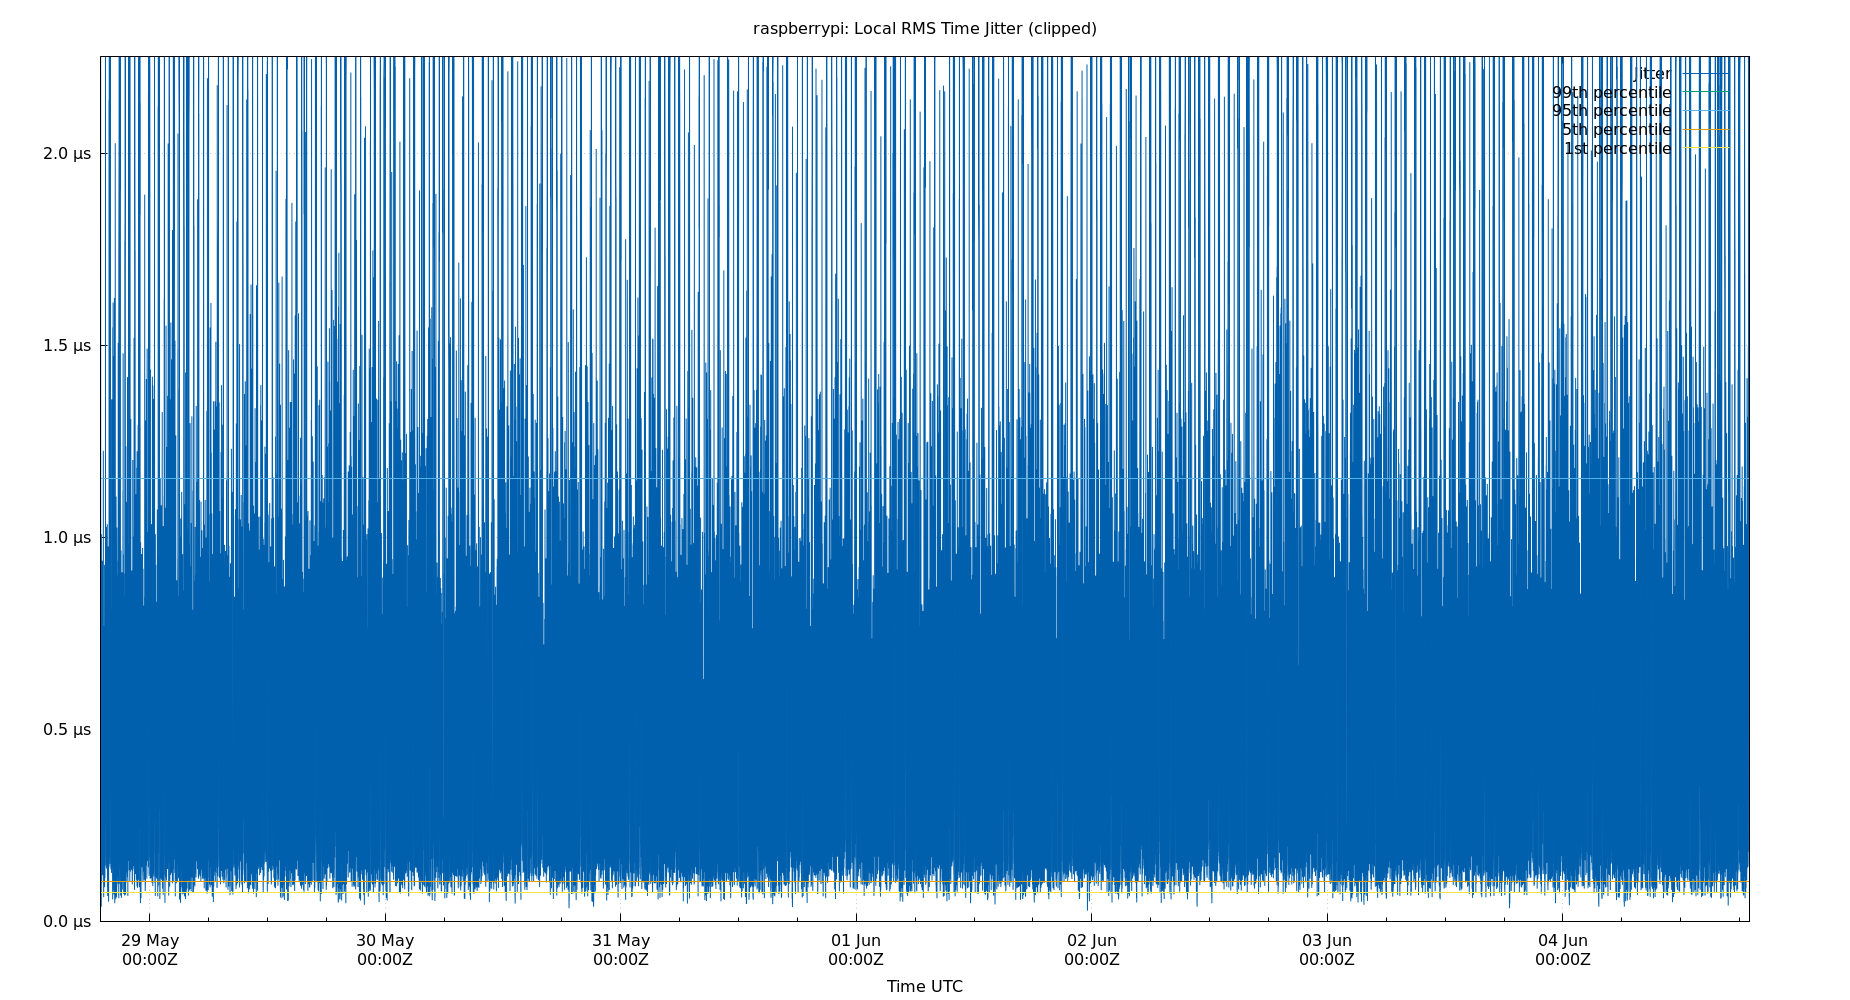 raspberrypi: Local RMS Time Jitter (clipped)
jitter
99th percentile
95th percentile
5th percentile
1st percentile
2.0 µs
1.5 µs
1.0 µs
0.5 µs
0.0 µs
29 May 30 May 31 May 01 Jun 02 Jun 03 Jun 04 Jun
00:00Z 00:00Z 00:00Z 00:00Z 00:00Z 00:00Z 00:00Z
Time UTC